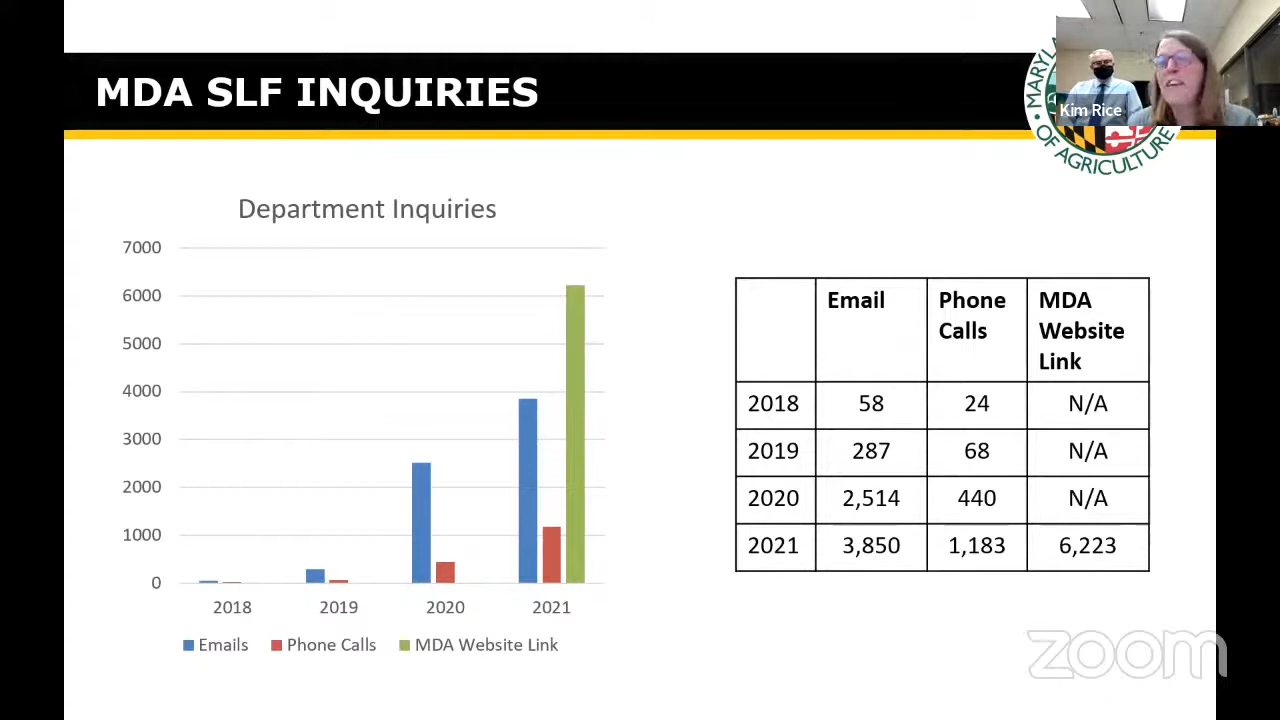 MDA SLF INQUIRIES
MARYL
OF AGRICULTURE
Kim Rice
Department Inquiries
7000
6000
5000
4000
3000
2000
1000
0
2018 2019 2020 2021
Emails Phone Calls MDA Website Link
Email Phone Calls MDA Website Link
2018 58 24 N/A
2019 287 68 N/A
2020 2,514 440 N/A
2021 3,850 1,183 6,223
zoom